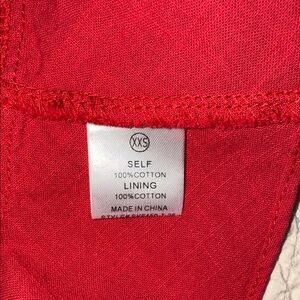 XXS
SELF
100%COTTON
LINING
100%COTTON
MADE IN CHINA